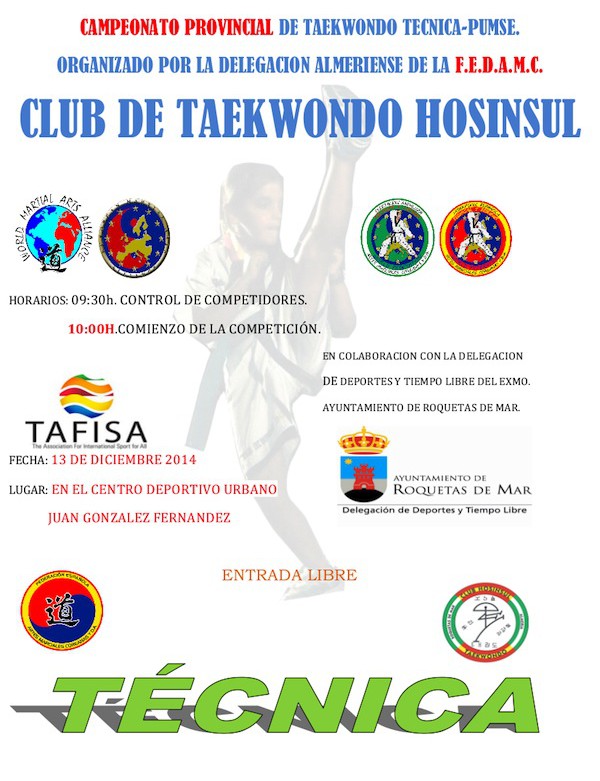 CAMPEONATO PROVINCIAL DE TAEKWONDO TECNICA-PUMSE.
ORGANIZADO POR LA DELEGACION ALMERIENSE DE LA F.E.D.A.M.C.
CLUB DE TAEKWONDO HOSINSUL
WORLD MARTIAL ARTS ALLIANCE
道
HORARIOS: 09:30h. CONTROL DE COMPETIDORES.
10:00H.COMIENZO DE LA COMPETICIÓN.
EN COLABORACION CON LA DELEGACION
DE DEPORTES Y TIEMPO LIBRE DEL EXMO.
AYUNTAMIENTO DE ROQUETAS DE MAR.
TAFISA
The Association For International Sport for All
AYUNTAMIENTO DE
ROQUETAS DE MAR
Delegación de Deportes y Tiempo Libre
FECHA: 13 DE DICIEMBRE 2014
LUGAR: EN EL CENTRO DEPORTIVO URBANO
JUAN GONZALEZ FERNANDEZ
ENTRADA LIBRE
FEDERACIÓN ESPAÑOLA
道
CLUB HOSINSUL
TAEKWONDO
TÉCNICA